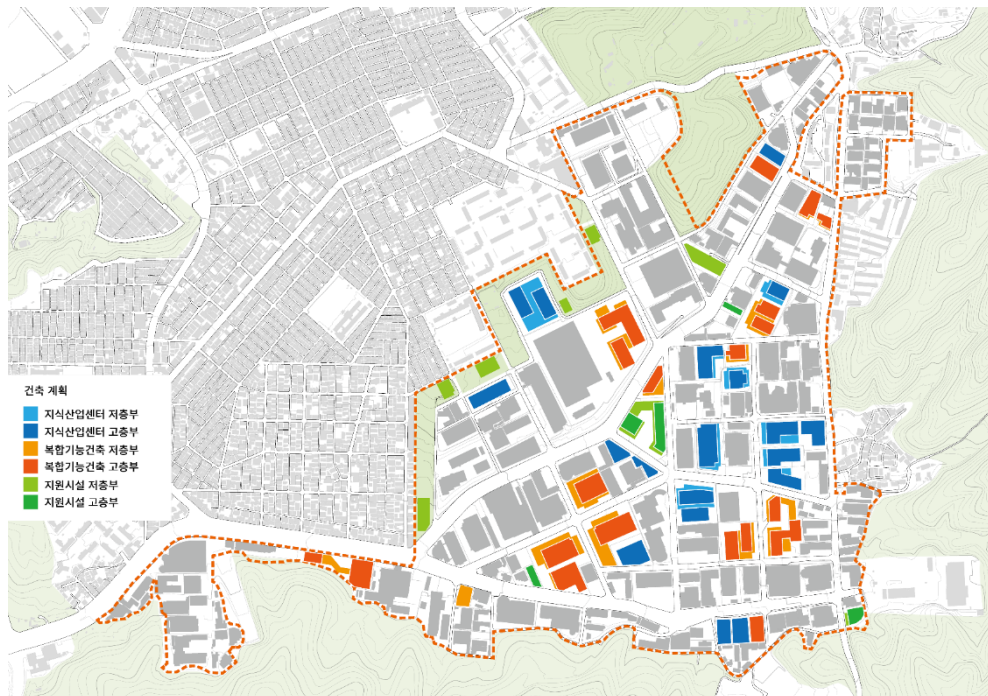 건축 계획
지식산업센터 저층부
지식산업센터 고층부
복합기능건축 저층부
복합기능건축 고층부
지원시설 저층부
지원시설 고층부